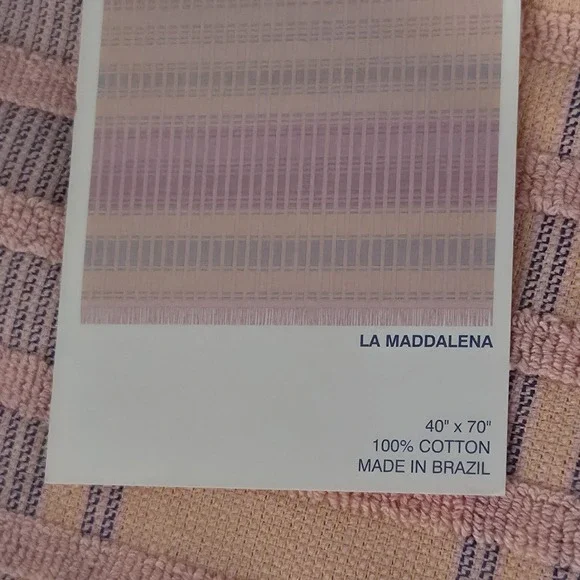 LA MADDALENA
40" x 70"
100% COTTON
MADE IN BRAZIL